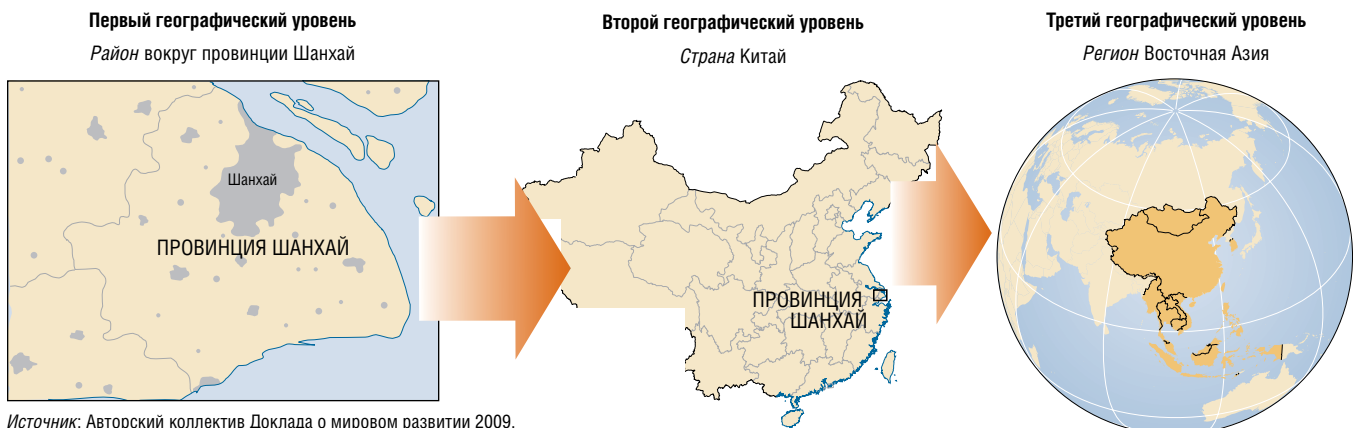 Первый географический уровень
Район вокруг провинции Шанхай
Шанхай
ПРОВИНЦИЯ ШАНХАЙ
Второй географический уровень
Страна Китай
ПРОВИНЦИЯ
ШАНХАЙ
Третий географический уровень
Регион Восточная Азия
Источник: Авторский коллектив Доклада о мировом развитии 2009.